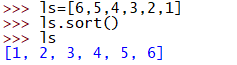 >>> ls=[6,5,4,3,2,1]
>>> ls.sort()
>>> ls
[1, 2, 3, 4, 5, 6]